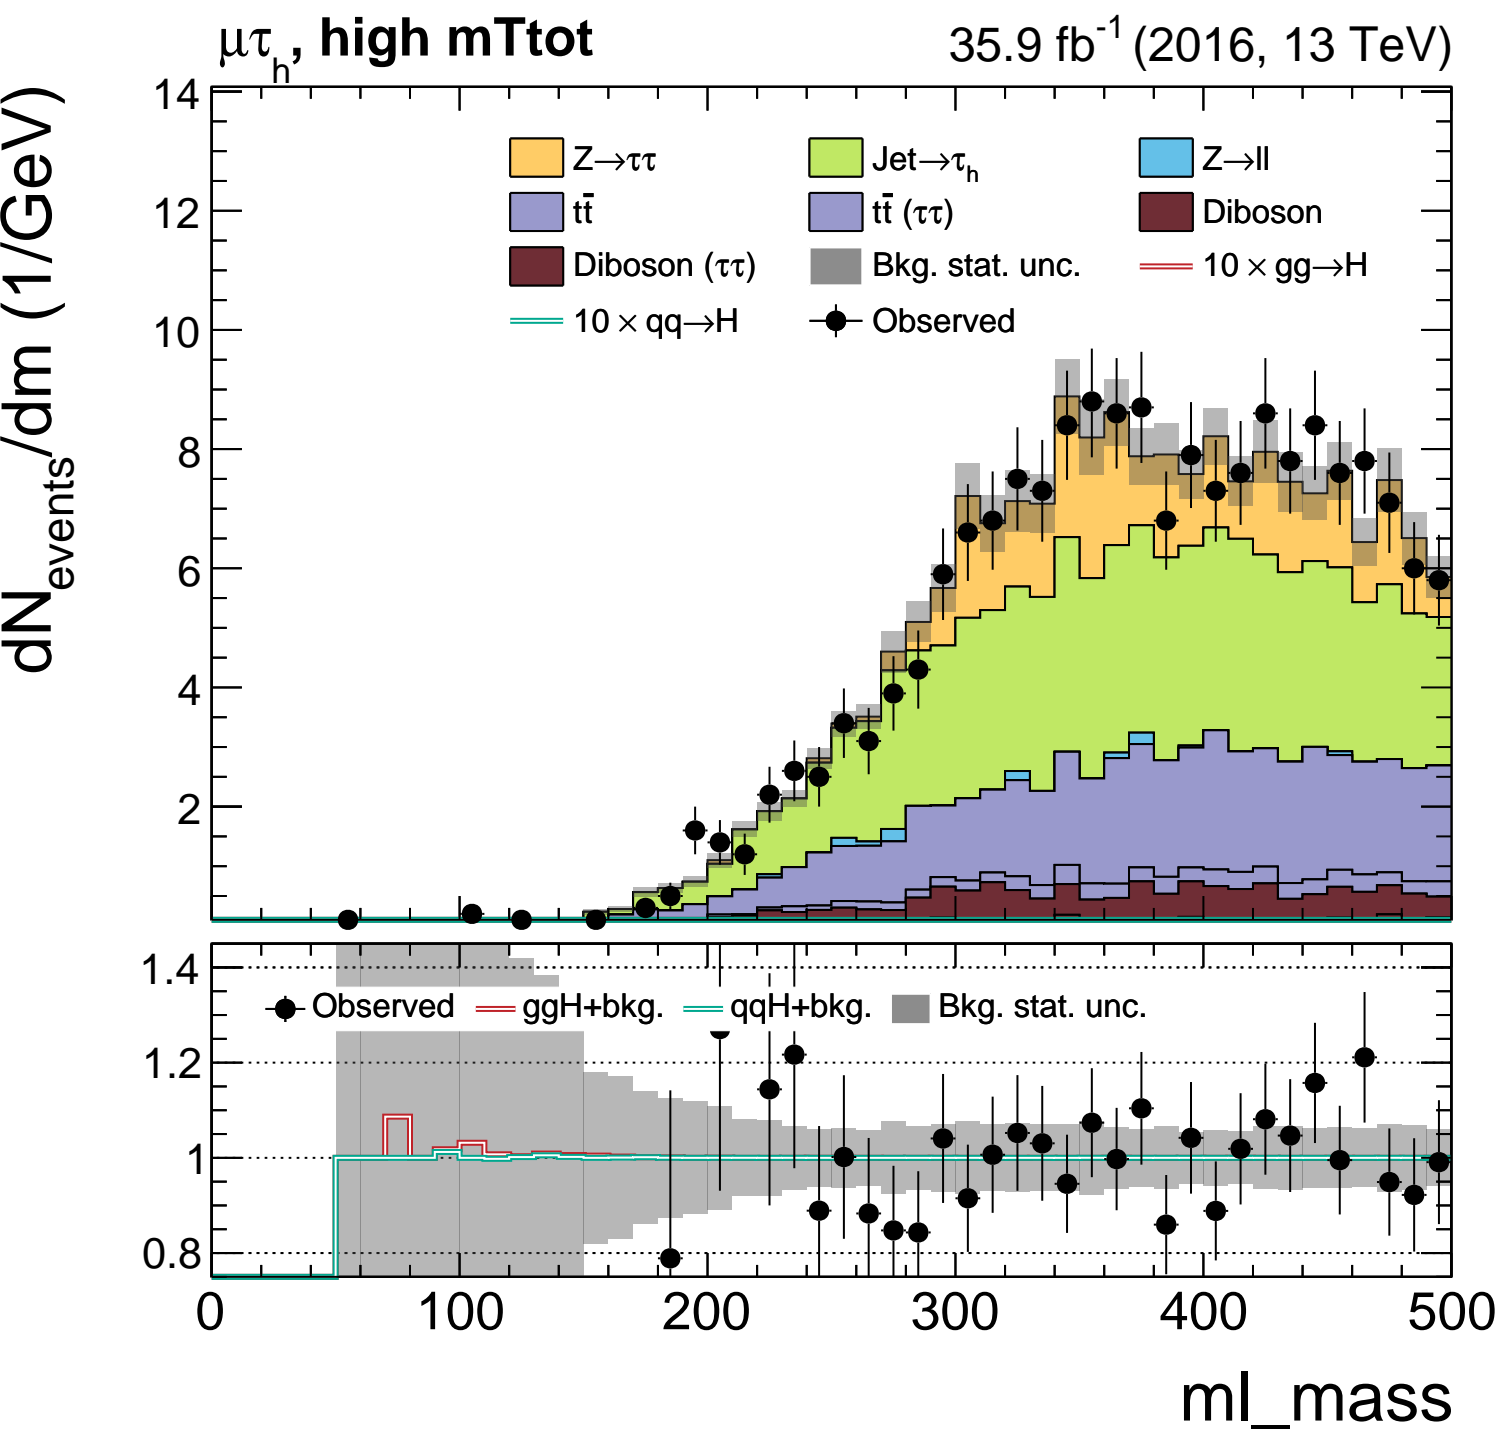 μτh, high mTtot 35.9 fb-1 (2016, 13 TeV)
dNevents/dm (1/GeV)
14
12
10
8
6
4
2
Z→ττ Jet→τh Z→ll
tt̄ tt̄ (ττ) Diboson
Diboson (ττ) Bkg. stat. unc. 10 × gg→H
10 × qq→H Observed
1.4
1.2
1
0.8
Observed ggH+bkg. qqH+bkg. Bkg. stat. unc.
0 100 200 300 400 500
ml_mass